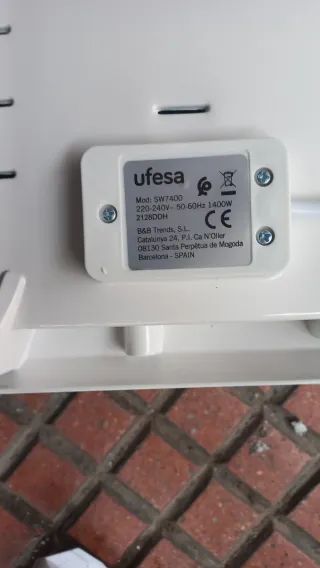 ufesa
Mod: SW7400
220-240V~ 50-60Hz 1400W
2128DDH
CE
B&B Trends, S.L.
Catalunya 24, P.I. Ca N'Oller
08130 Santa Perpètua de Mogoda
Barcelona - SPAIN